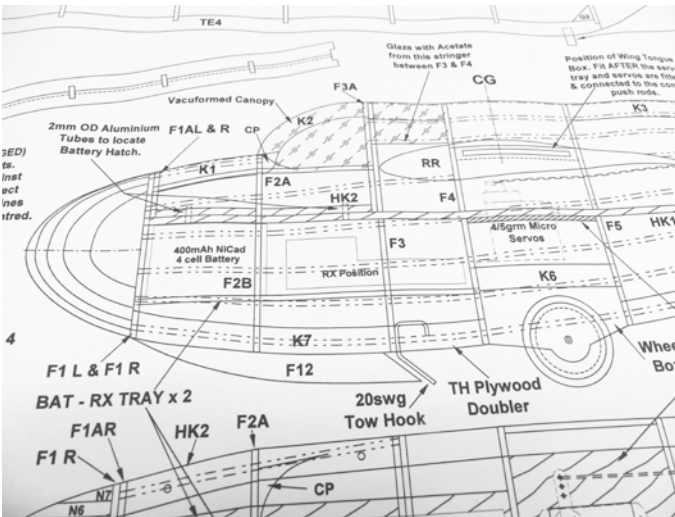 TE4
G2
Glaze with Acetate
from this stringer
between F3 & F4
Position of Wing Tongue
Box. Fit AFTER the
tray and servos are
& connected to the
push rods.
CG
F3A
Vacuformed Canopy
K2
K3
2mm OD Aluminium
Tubes to locate
Battery Hatch.
F1AL & R
CP
K1
F2A
RR
HK2
F4
400mAh NiCad
4 cell Battery
F3
RX Position
4/5grm Micro
Servos
F5
HK1
F2B
K6
4
K7
F1 L & F1 R
F12
BAT - RX TRAY x 2
20swg
Tow Hook
TH Plywood
Doubler
F1AR
HK2
F2A
F1 R
N7
N6
CP